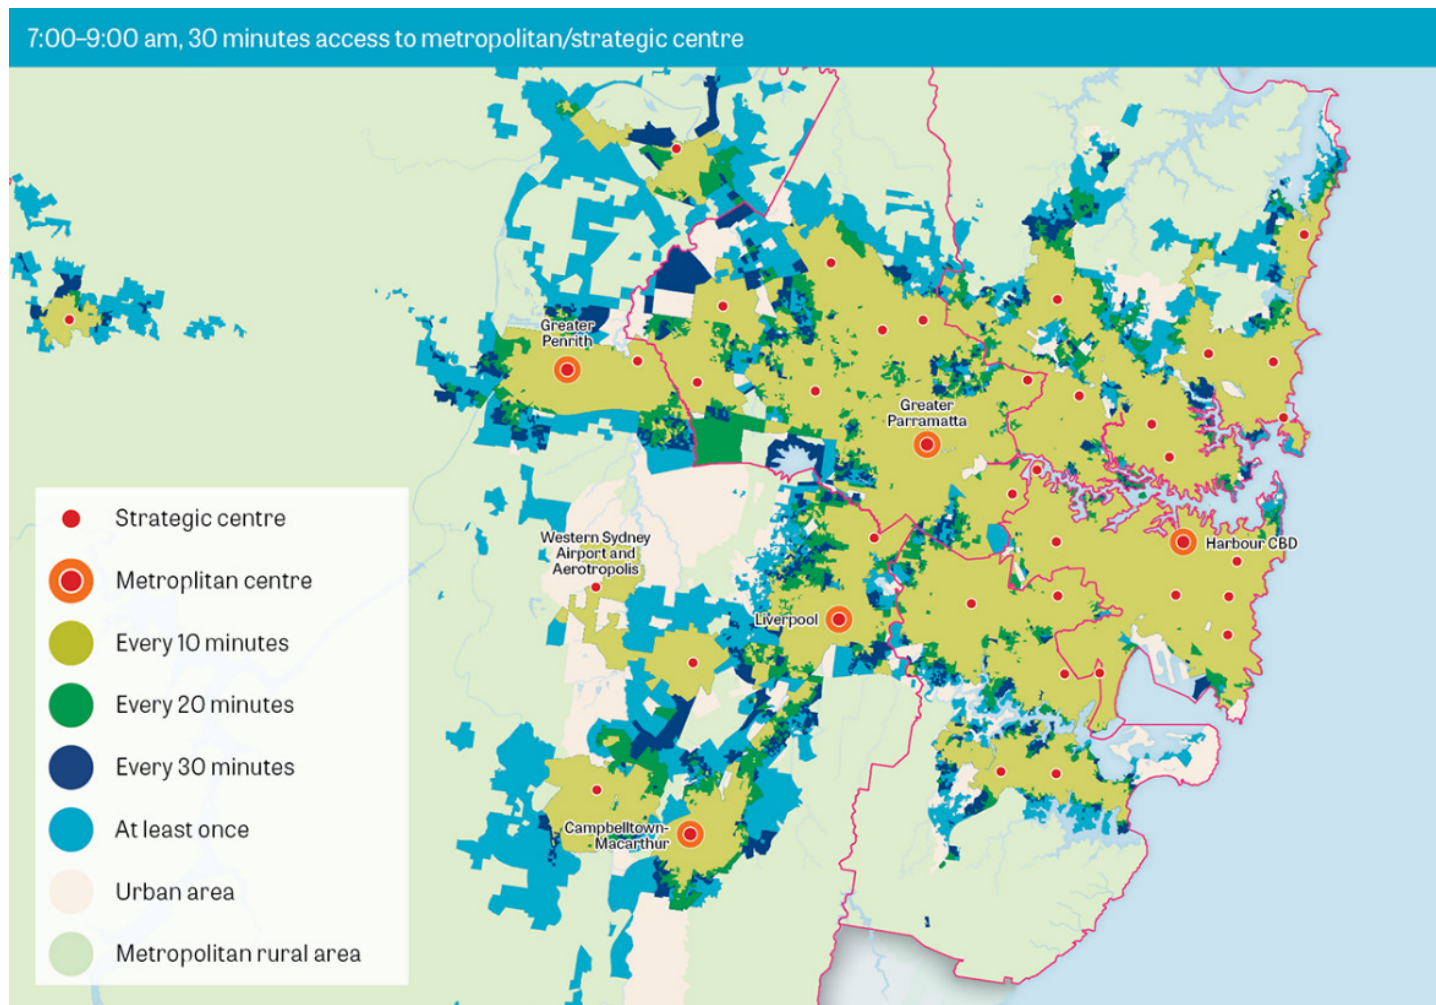 7:00–9:00 am, 30 minutes access to metropolitan/strategic centre
Greater
Penrith
Greater
Parramatta
Western Sydney
Airport and
Aerotropolis
Harbour CBD
Liverpool
Campbelltown-
Macarthur
Strategic centre
Metroplitan centre
Every 10 minutes
Every 20 minutes
Every 30 minutes
At least once
Urban area
Metropolitan rural area